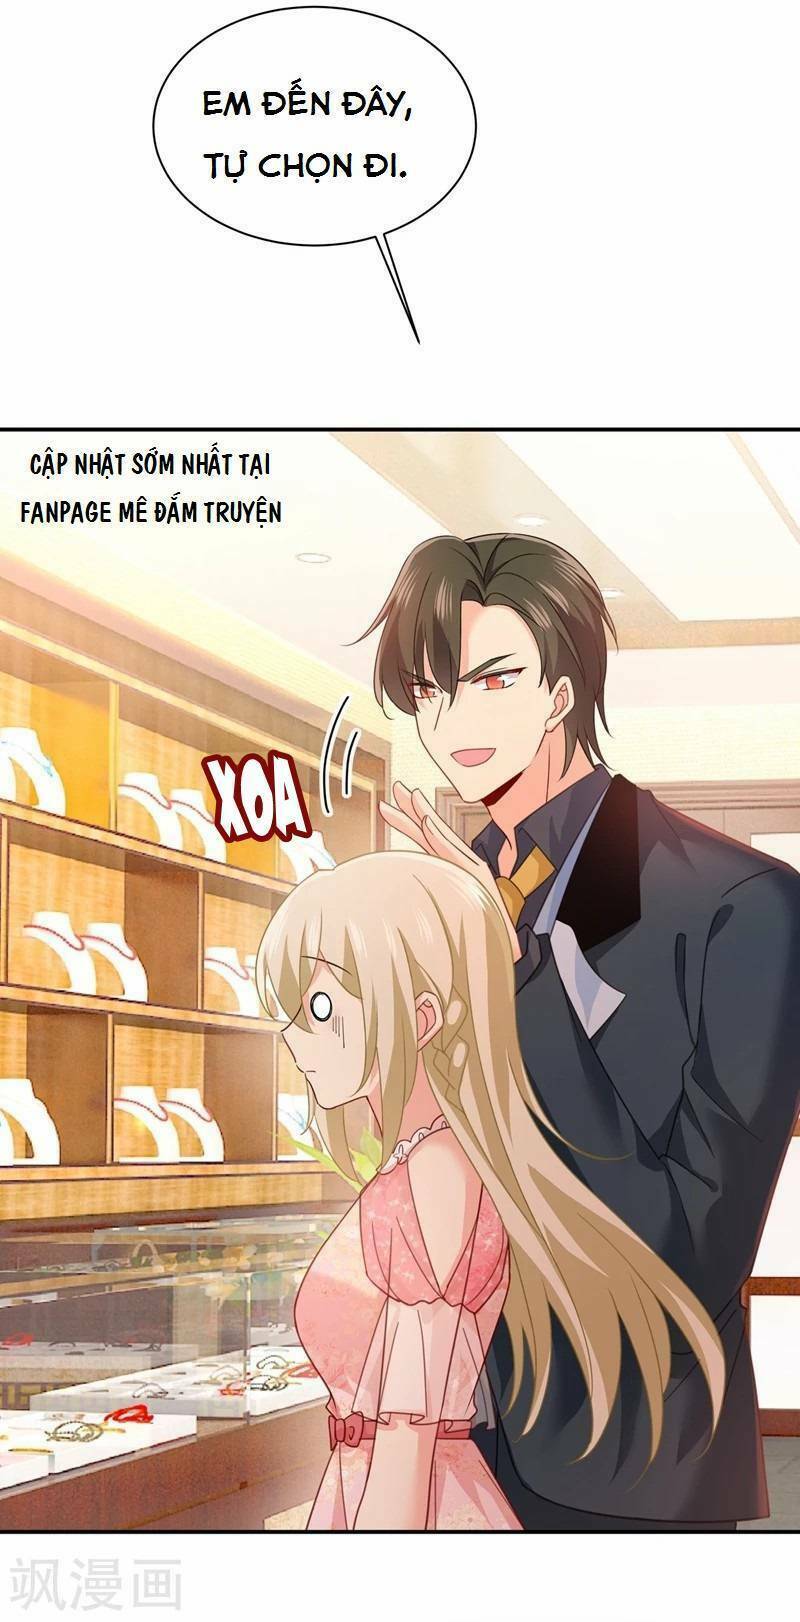 EM ĐẾN ĐÂY,
TỰ CHỌN ĐI.
CẬP NHẬT SỚM NHẤT TẠI
FANPAGE MÊ ĐẮM TRUYỆN
XOA
飒漫画